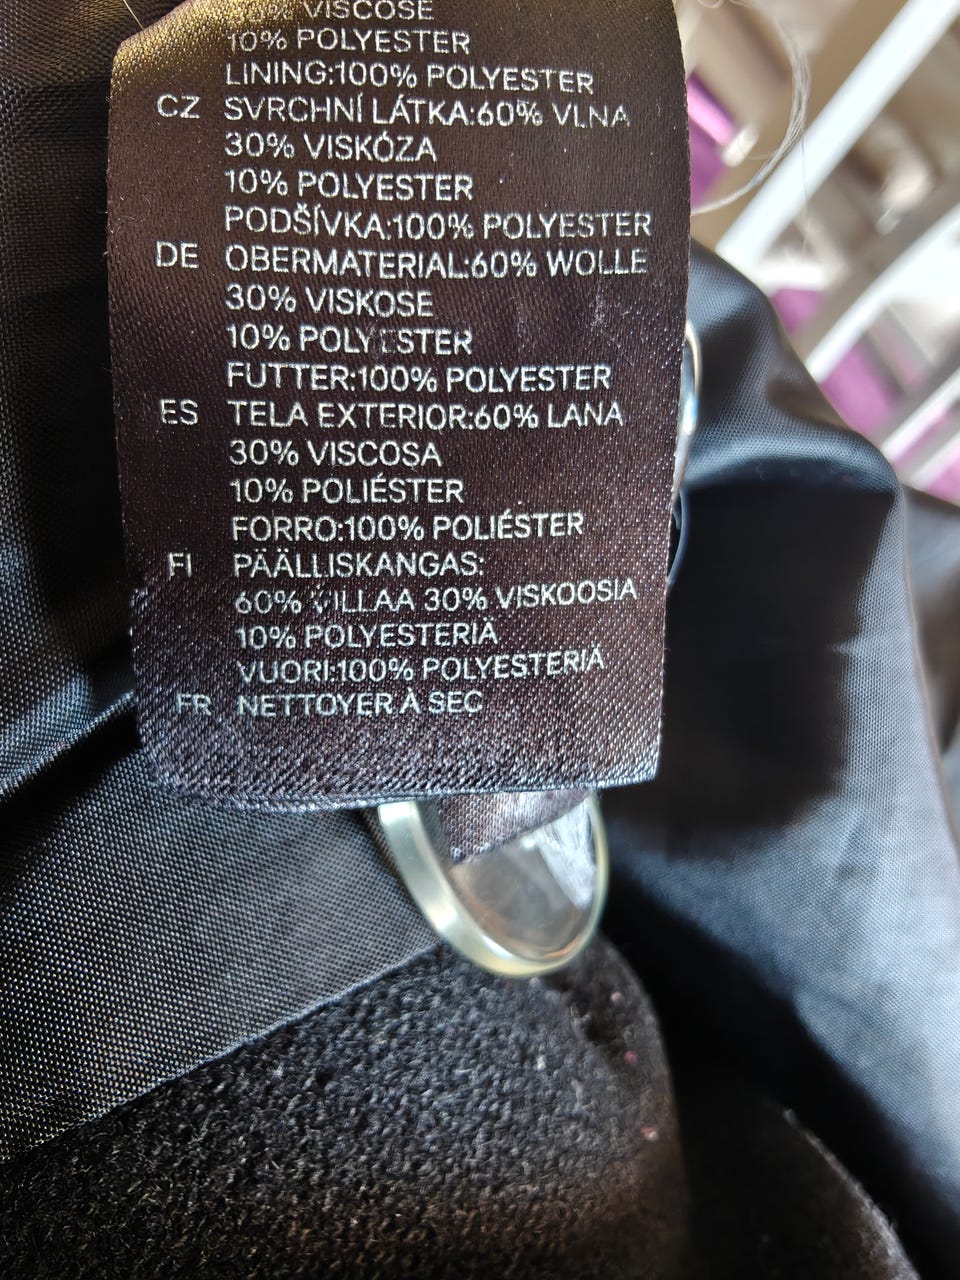 30% VISCOSE
10% POLYESTER
LINING:100% POLYESTER
CZ SVRCHNÍ LÁTKA:60% VLNA
30% VISKÓZA
10% POLYESTER
PODŠÍVKA:100% POLYESTER
DE OBERMATERIAL:60% WOLLE
30% VISKOSE
10% POLYESTER
FUTTER:100% POLYESTER
ES TELA EXTERIOR:60% LANA
30% VISCOSA
10% POLIÉSTER
FORRO:100% POLIÉSTER
FI PÄÄLLISKANGAS:
60% VILLAA 30% VISKOOSIA
10% POLYESTERIÄ
VUORI:100% POLYESTERIÄ
FR NETTOYER À SEC